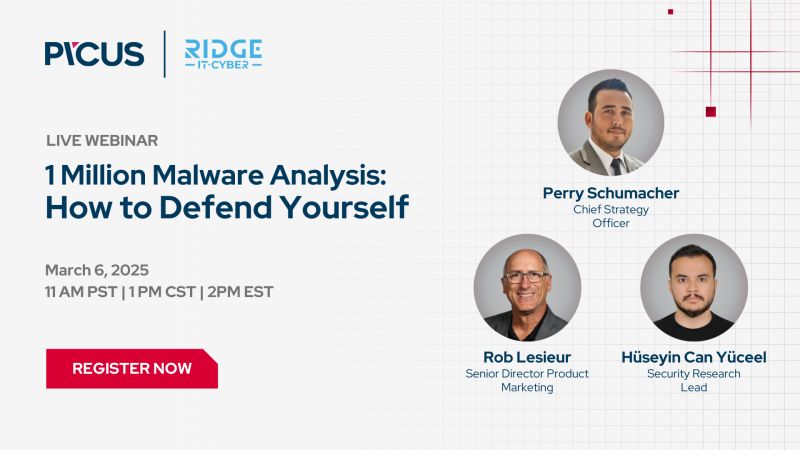 PICUS
RIDGE
IT·CYBER
LIVE WEBINAR
1 Million Malware Analysis:
How to Defend Yourself
March 6, 2025
11 AM PST | 1 PM CST | 2PM EST
REGISTER NOW
Perry Schumacher
Chief Strategy
Officer
Rob Lesieur
Senior Director Product
Marketing
Hüseyin Can Yüceel
Security Research
Lead